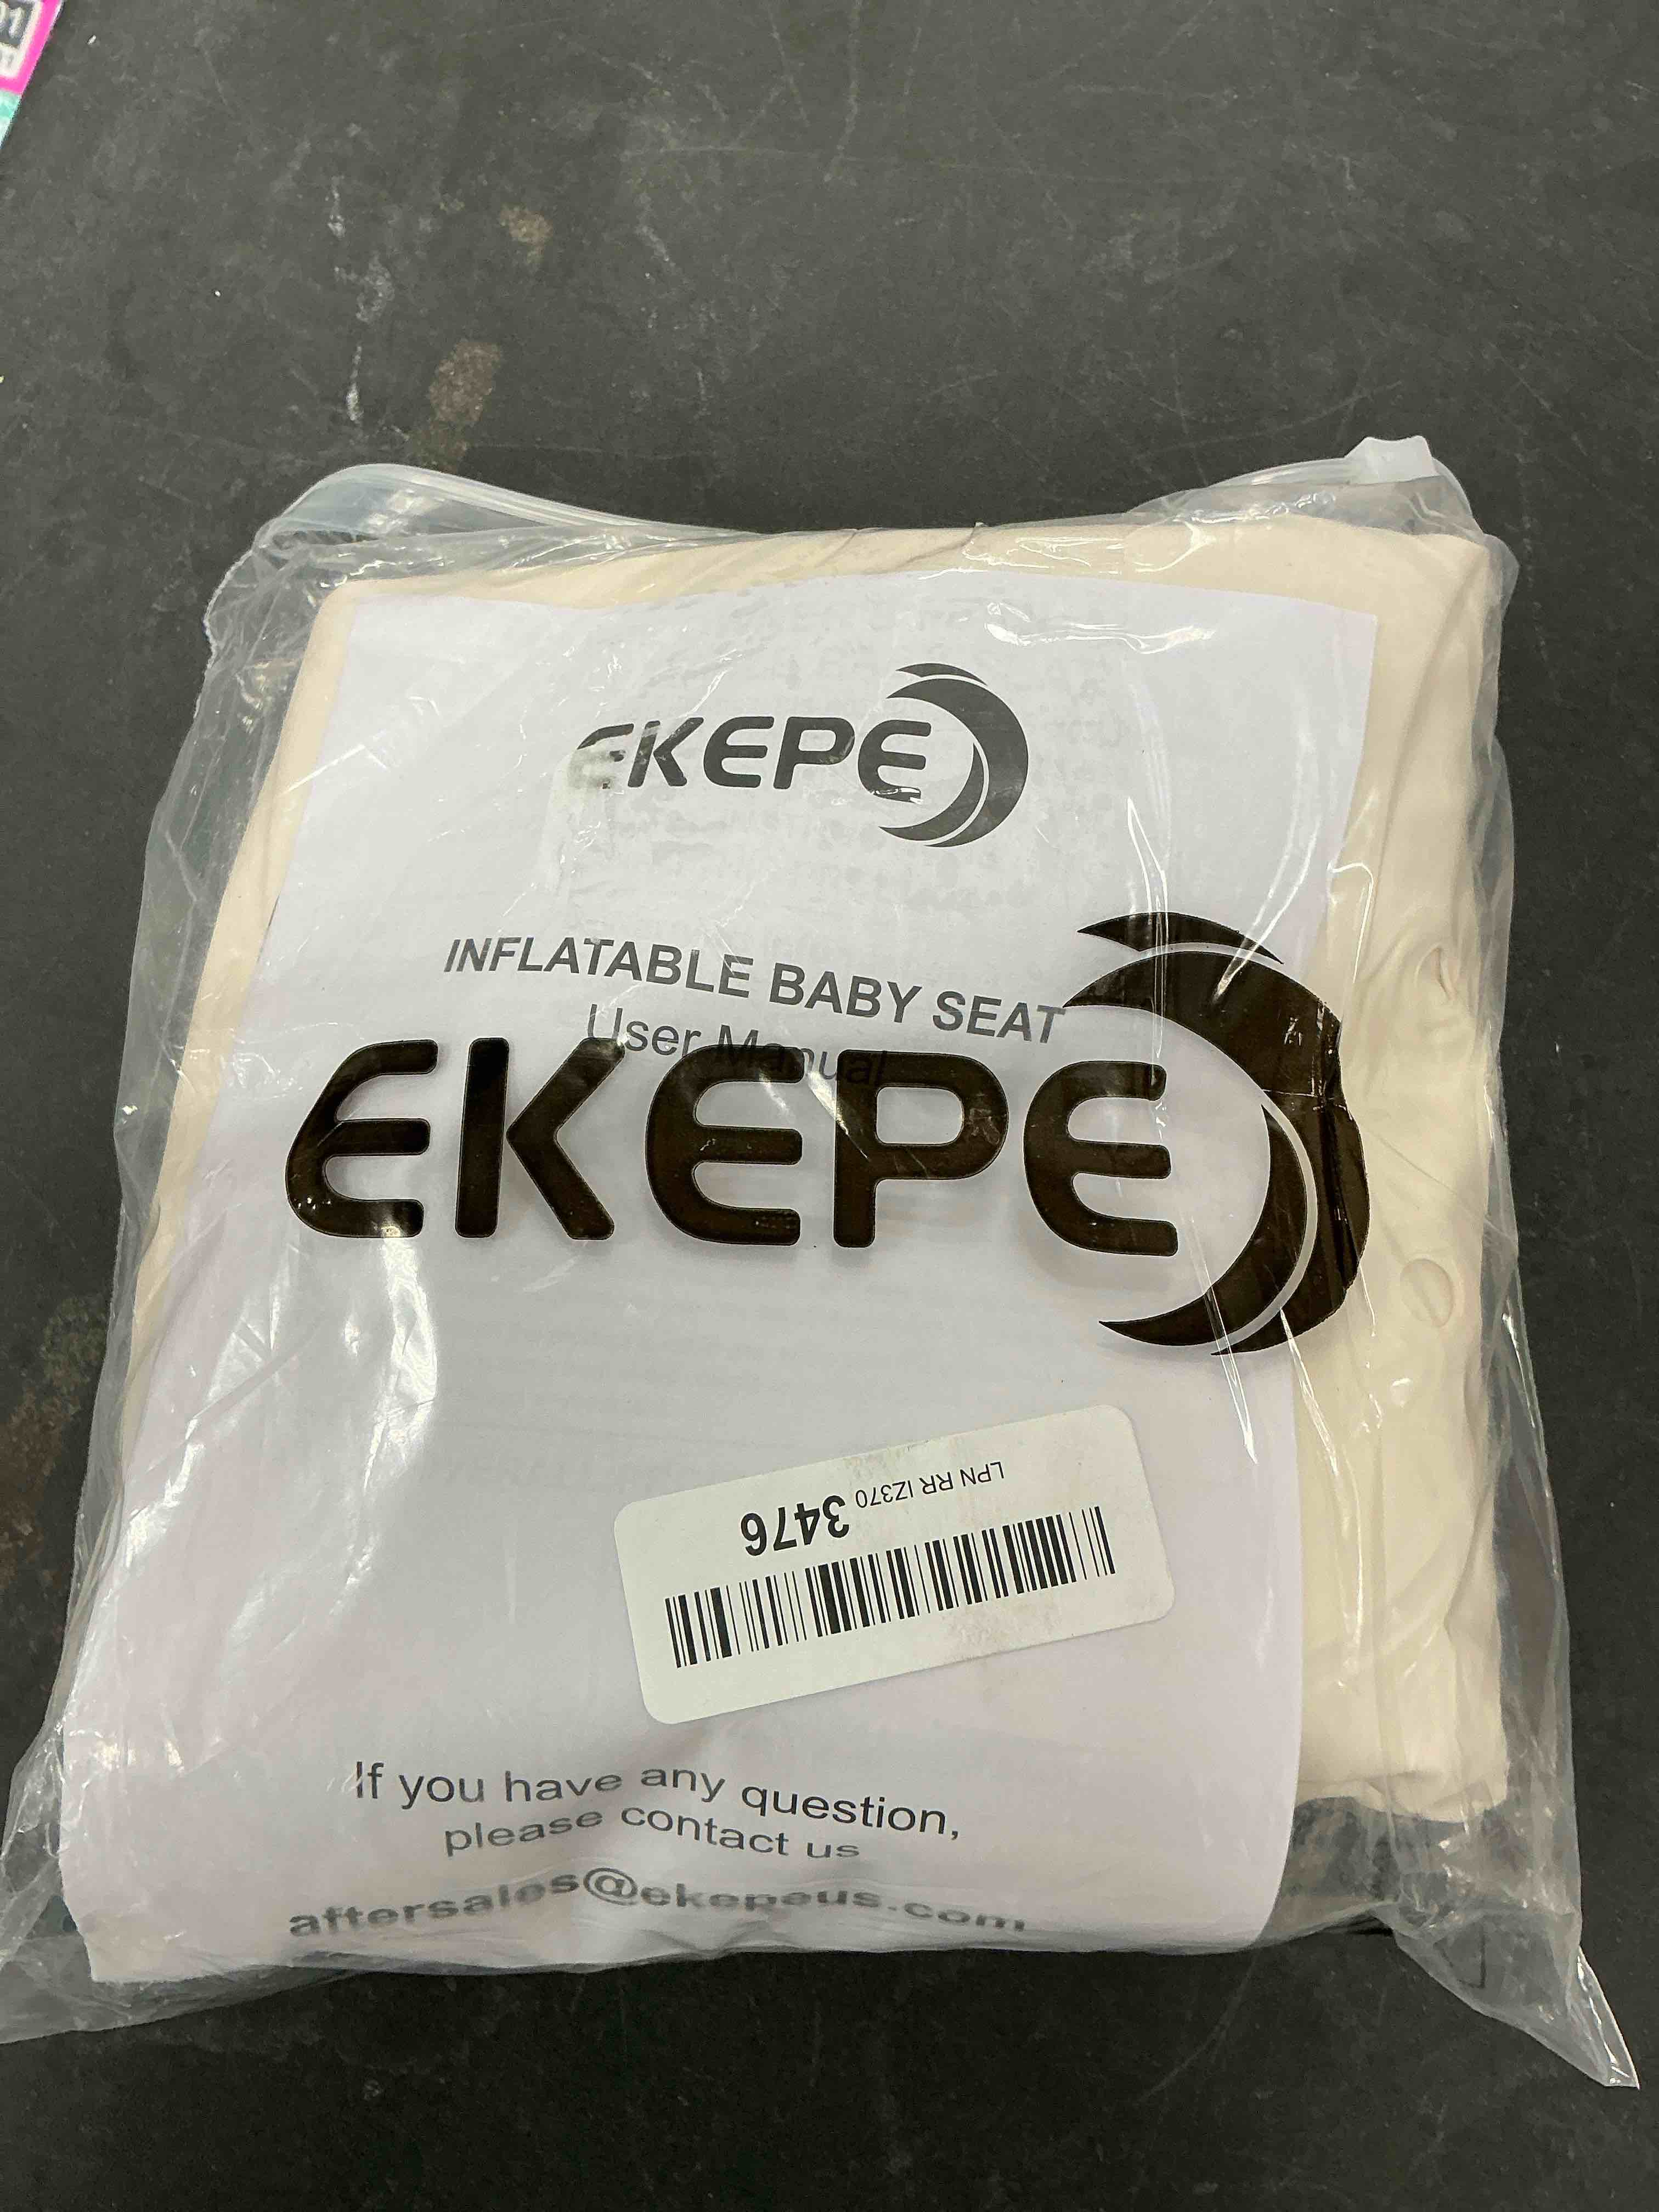 01
EKEPE
INFLATABLE BABY SEAT
User Manual
EKEPE
LPN RR IZ370 3476
If you have any question,
please contact us
aftersales@ekepeus.com